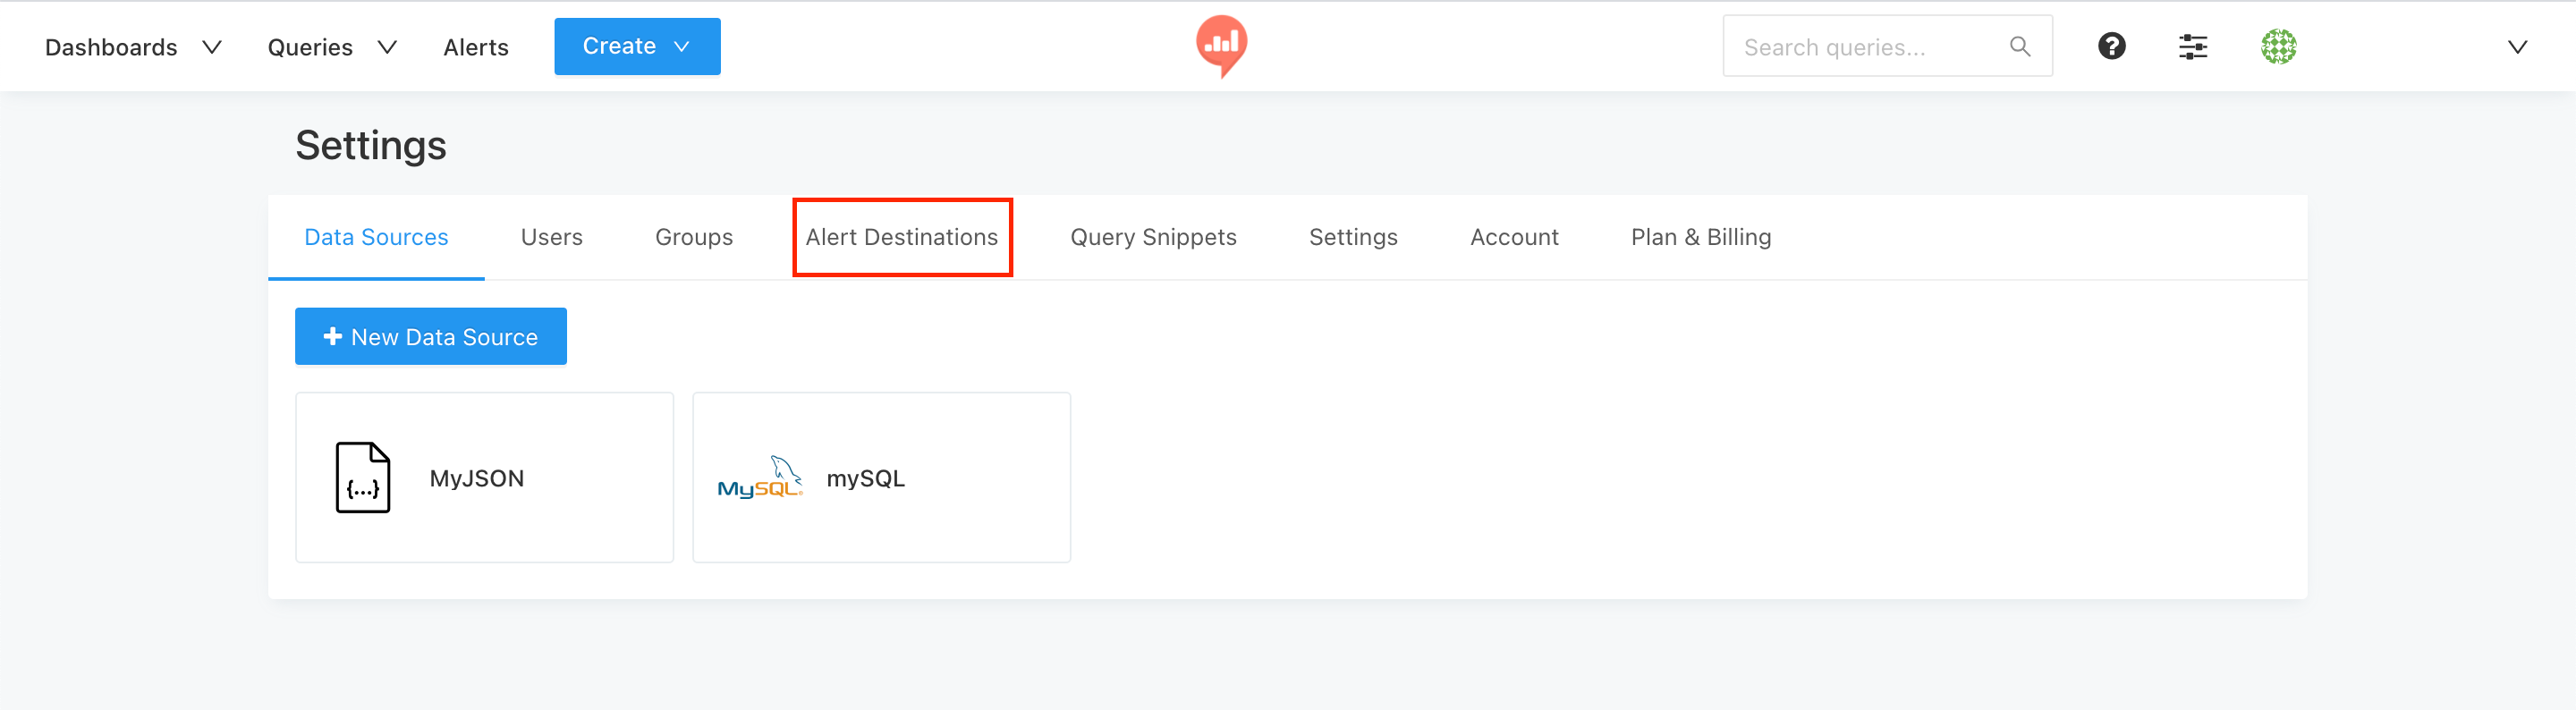 Dashboards Queries Alerts Create Search queries...
Settings
Data Sources Users Groups Alert Destinations Query Snippets Settings Account Plan & Billing
New Data Source
{...} MyJSON MySQL® mySQL